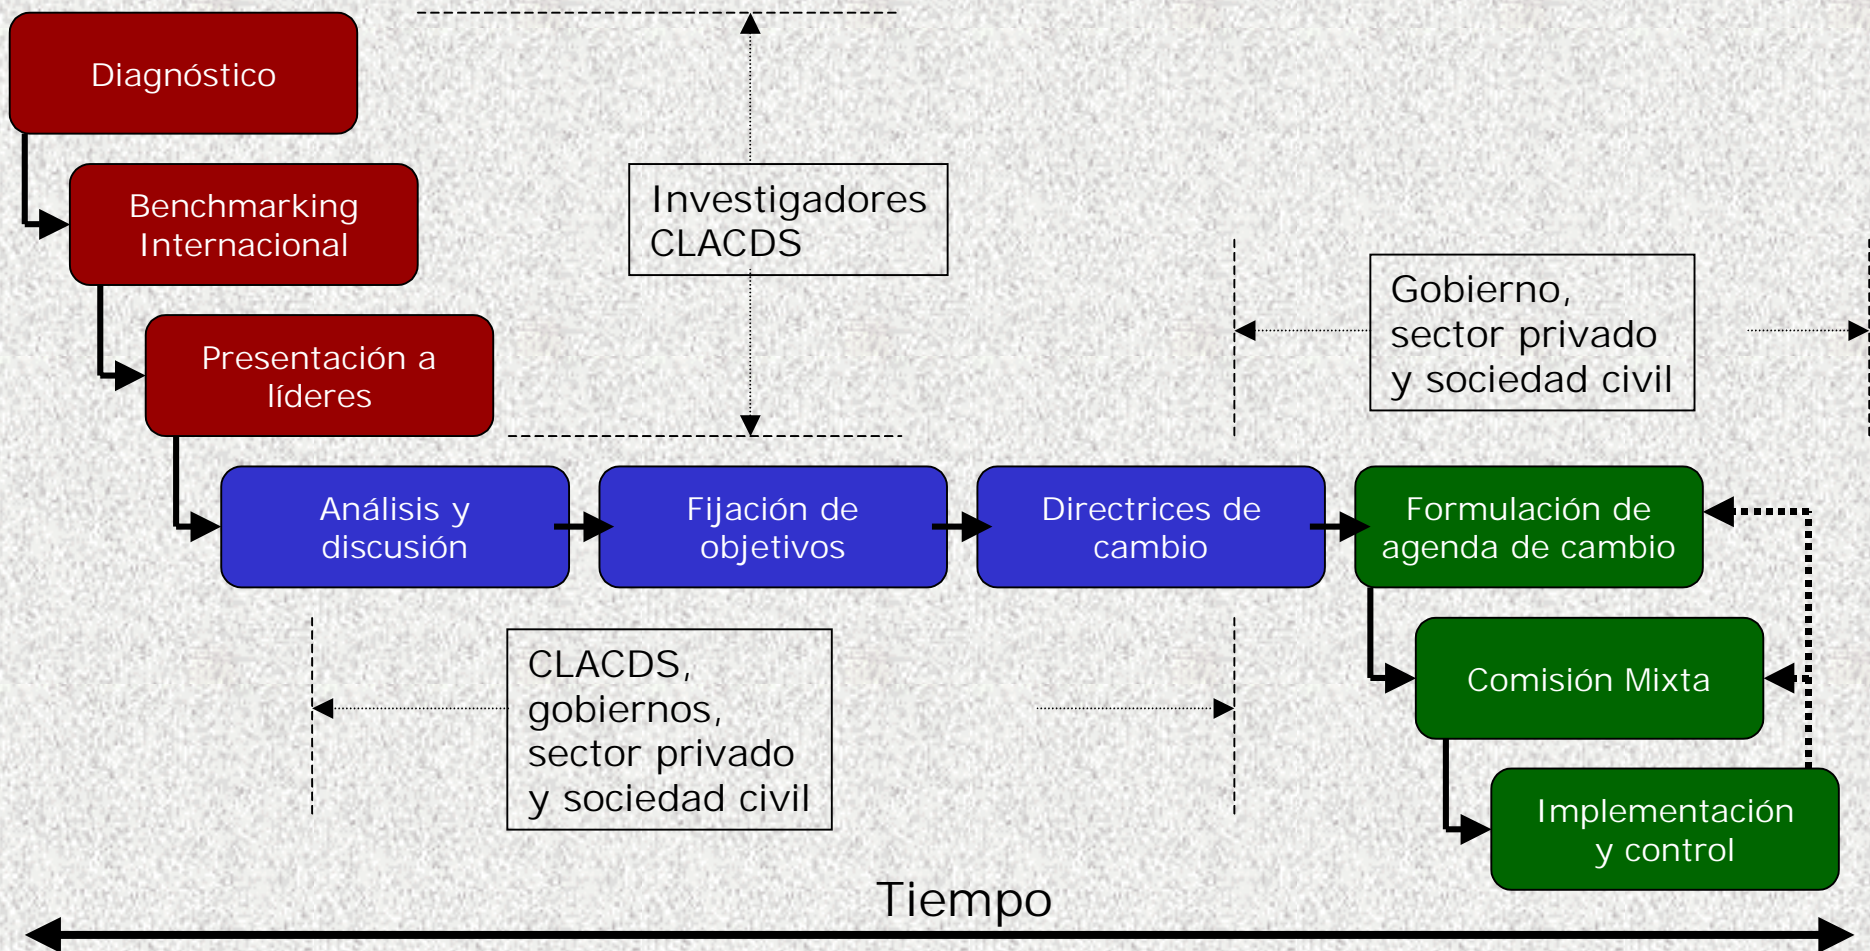 Diagnóstico
Benchmarking
Internacional
Investigadores
CLACDS
Presentación a
líderes
Gobierno,
sector privado
y sociedad civil
Análisis y
discusión
Fijación de
objetivos
Directrices de
cambio
Formulación de
agenda de cambio
CLACDS,
gobiernos,
sector privado
y sociedad civil
Comisión Mixta
Implementación
y control
Tiempo